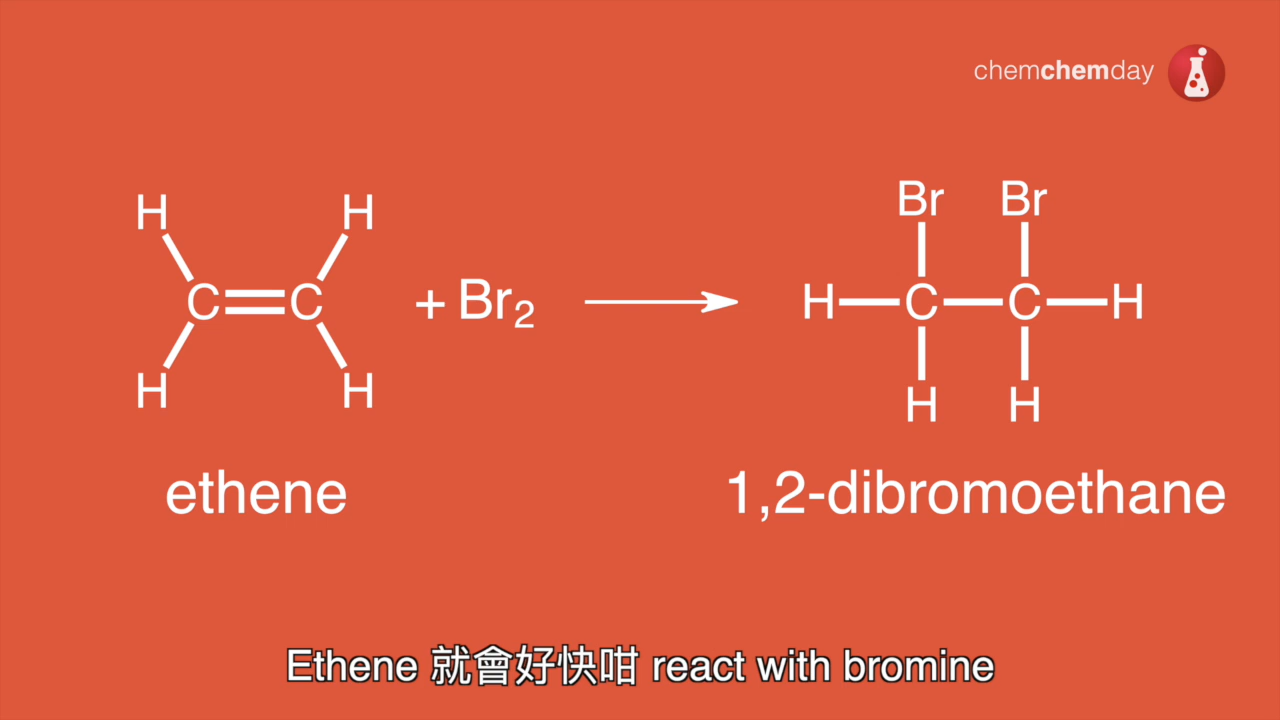 chemchemday
H H Br Br
C C + Br₂ H C C H
H H H H
ethene 1,2-dibromoethane
Ethene 就會好快咁 react with bromine